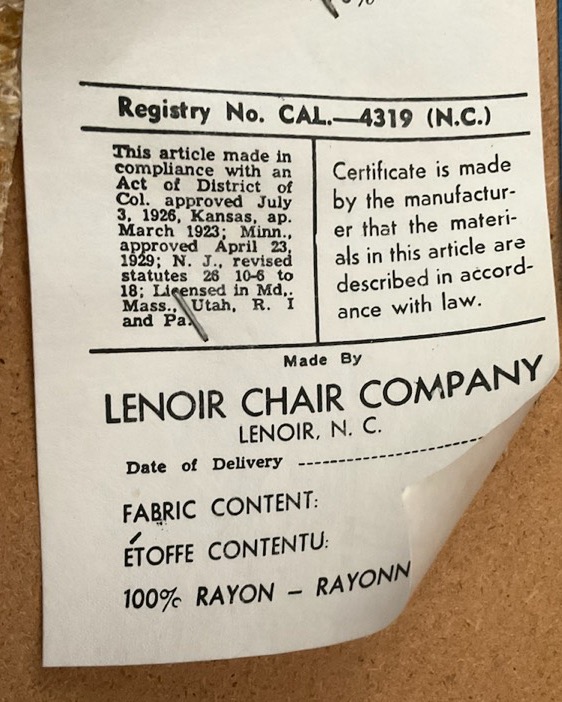 %
Registry No. CAL.—4319 (N.C.)
This article made in
compliance with an
Act of District of
Col. approved July
3, 1926, Kansas, ap.
March 1923; Minn.,
approved April 23,
1929; N. J., revised
statutes 26 10-6 to
18; Licensed in Md,.
Mass., Utah, R. I
and Pa.
Certificate is made
by the manufactur-
er that the materi-
als in this article are
described in accord-
ance with law.
Made By
LENOIR CHAIR COMPANY
LENOIR, N. C.
Date of Delivery
FABRIC CONTENT:
ÉTOFFE CONTENTU:
100% RAYON – RAYONN